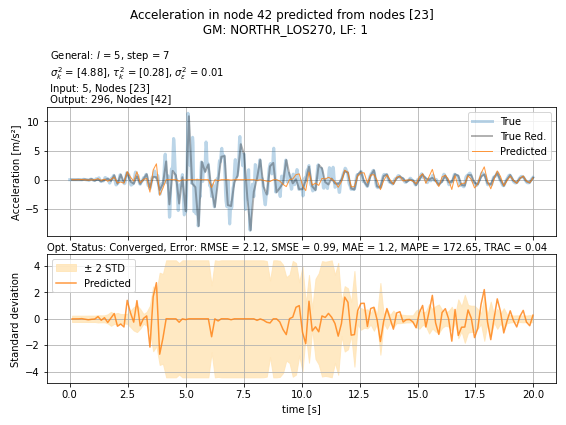 Acceleration in node 42 predicted from nodes [23]
GM: NORTHR_LOS270, LF: 1
General: l = 5, step = 7
σ²ₖ = [4.88], τ²ₖ = [0.28], σ²ε = 0.01
Input: 5, Nodes [23]
Output: 296, Nodes [42]
Acceleration [m/s²]
10
5
0
−5
True
True Red.
Predicted
Opt. Status: Converged, Error: RMSE = 2.12, SMSE = 0.99, MAE = 1.2, MAPE = 172.65, TRAC = 0.04
Standard deviation
4
2
0
−2
−4
± 2 STD
Predicted
0.0 2.5 5.0 7.5 10.0 12.5 15.0 17.5 20.0
time [s]